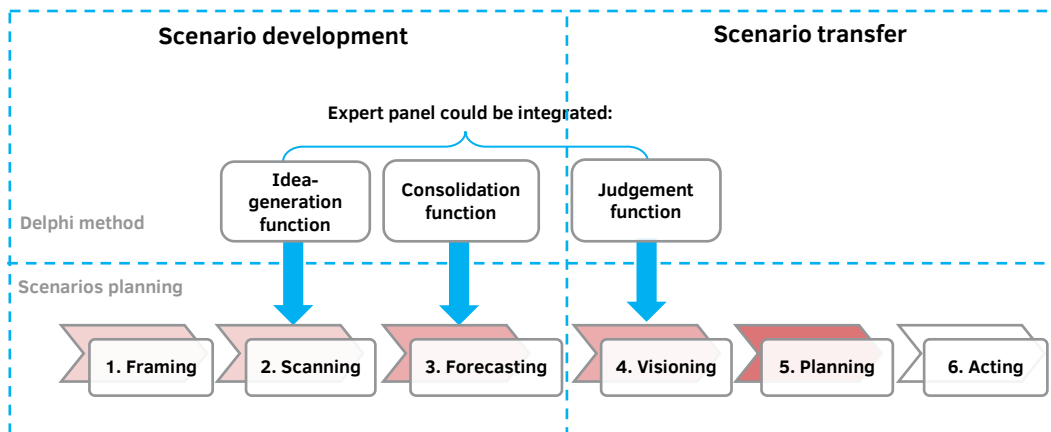 Scenario development
Scenario transfer
Expert panel could be integrated:
Idea-
generation
function
Consolidation
function
Judgement
function
Delphi method
Scenarios planning
1. Framing
2. Scanning
3. Forecasting
4. Visioning
5. Planning
6. Acting